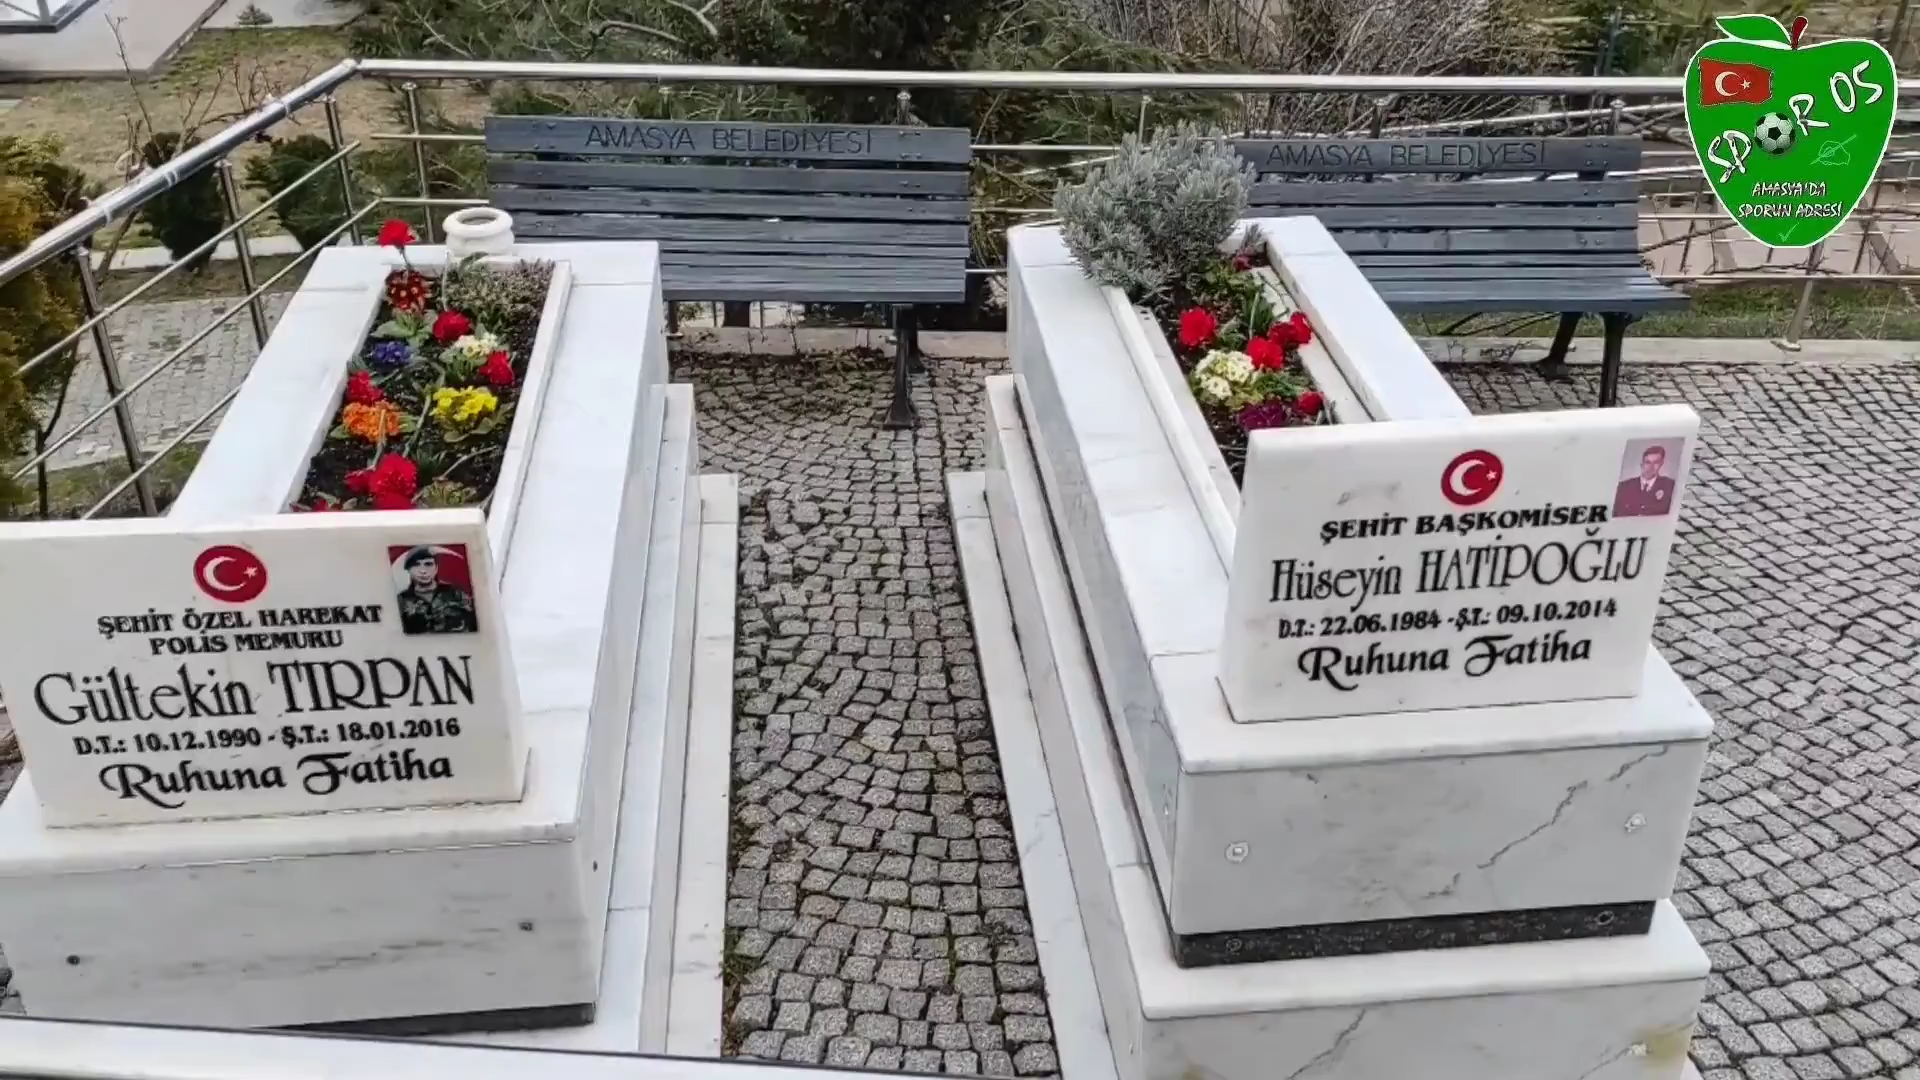 AMASYA BELEDİYESİ
AMASYA BELEDİYESİ
SPOR 05
AMASYA'DA
SPORUN ADRESİ
ŞEHİT ÖZEL HAREKAT
POLİS MEMURU
Gültekin TIRPAN
D.T.: 10.12.1990 - Ş.T.: 18.01.2016
Ruhuna Fatiha
ŞEHİT BAŞKOMİSER
Hüseyin HATİPOĞLU
D.T.: 22.06.1984 - Ş.T.: 09.10.2014
Ruhuna Fatiha